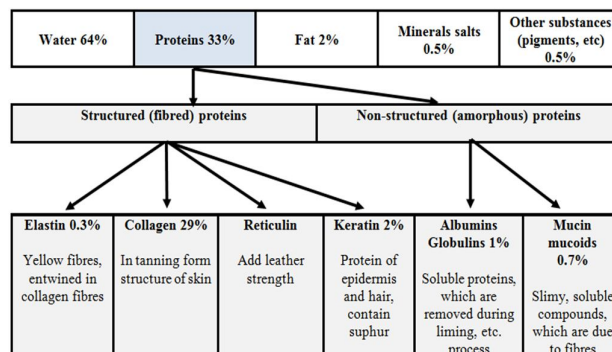 Water 64%
Proteins 33%
Fat 2%
Minerals salts
0.5%
Other substances
(pigments, etc)
0.5%
Structured (fibred) proteins
Non-structured (amorphous) proteins
Elastin 0.3%
Yellow fibres,
entwined in
collagen fibres
Collagen 29%
In tanning form
structure of skin
Reticulin
Add leather
strength
Keratin 2%
Protein of
epidermis
and hair,
contain
suphur
Albumins
Globulins 1%
Soluble proteins,
which are
removed during
liming, etc.
process
Mucin
mucoids
0.7%
Slimy, soluble
compounds,
which are due
to fibres